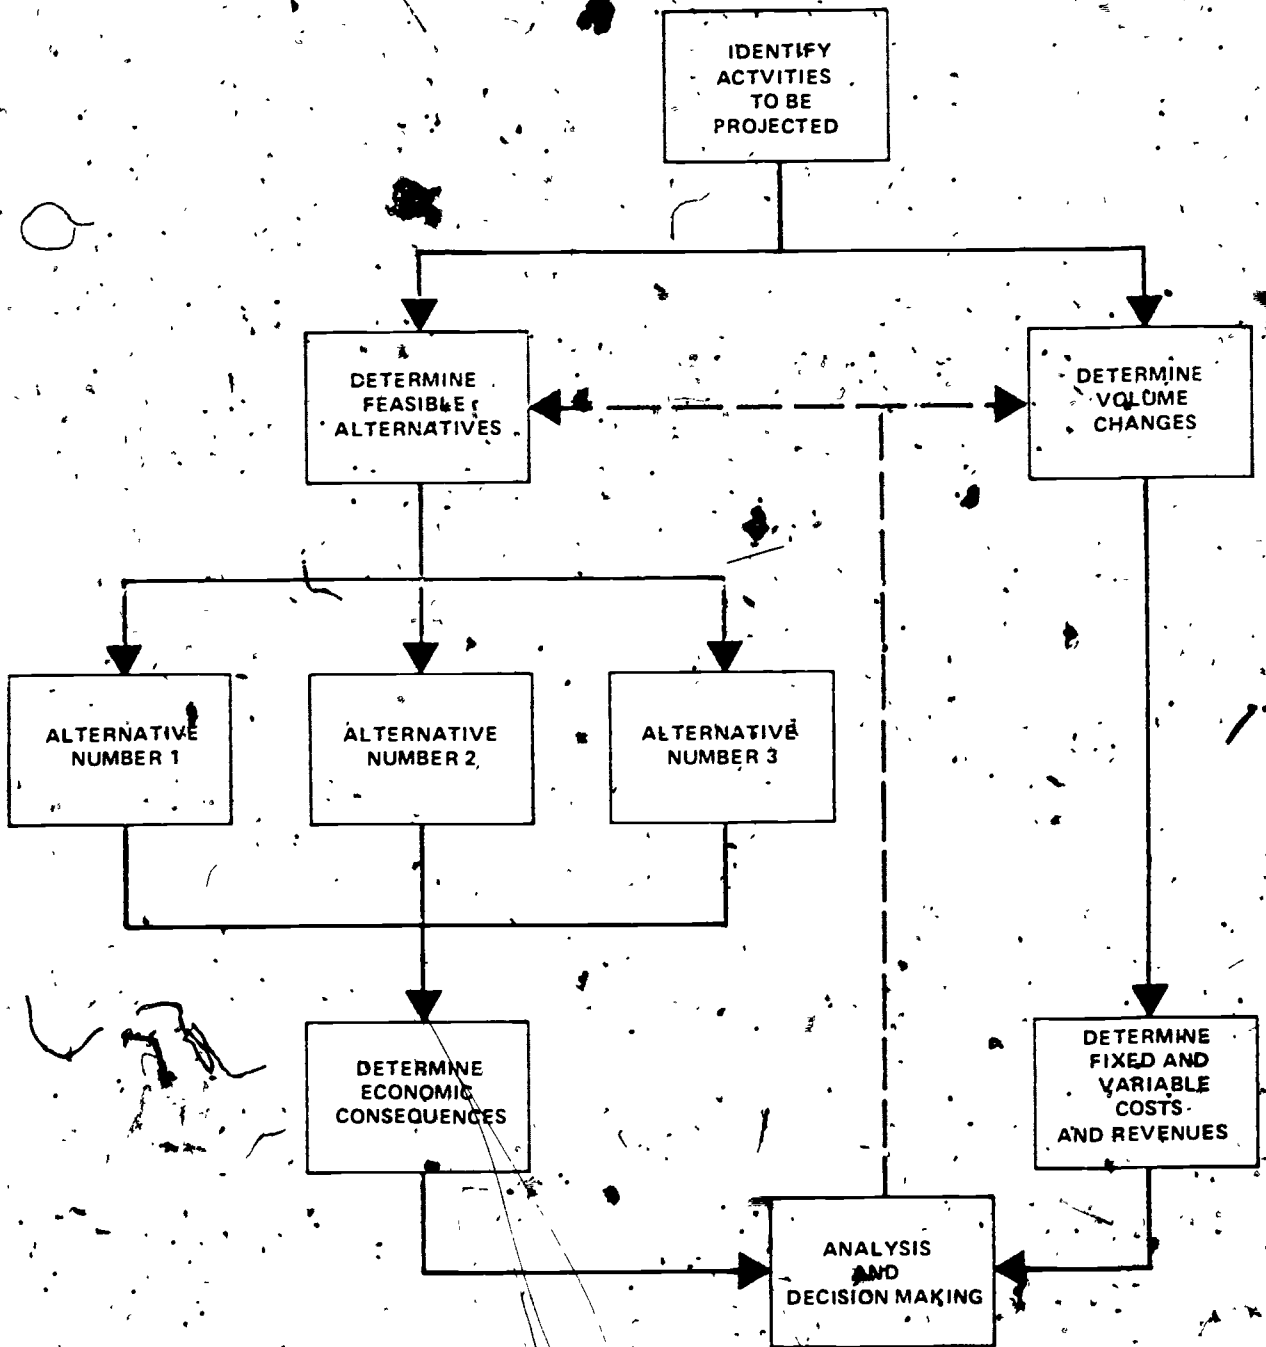 IDENTIFY
ACTVITIES
TO BE
PROJECTED
DETERMINE
FEASIBLE
ALTERNATIVES
DETERMINE
VOLUME
CHANGES
ALTERNATIVE
NUMBER 1
ALTERNATIVE
NUMBER 2
ALTERNATIVE
NUMBER 3
DETERMINE
ECONOMIC
CONSEQUENCES
DETERMINE
FIXED AND
VARIABLE
COSTS
AND REVENUES
ANALYSIS
AND
DECISION MAKING